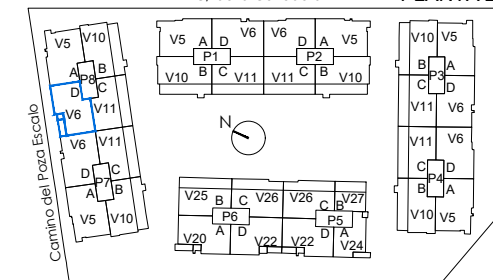 V5 V10
A B
P8
D C
V6 V11
V6 V11
D C
P7
A B
V5 V10
Camino del Poza Escalo
V5 A D V6 V6 A D V5
P1 P2
V10 B C V11 V11 C B V10
N
V25 B C V26 V26 C B V27
P6 P5
V20 A D V22 V22 D A V24
V10 V5
B A
P3
C D
V11 V6
V11 V6
C D
P4
B A
V10 V5